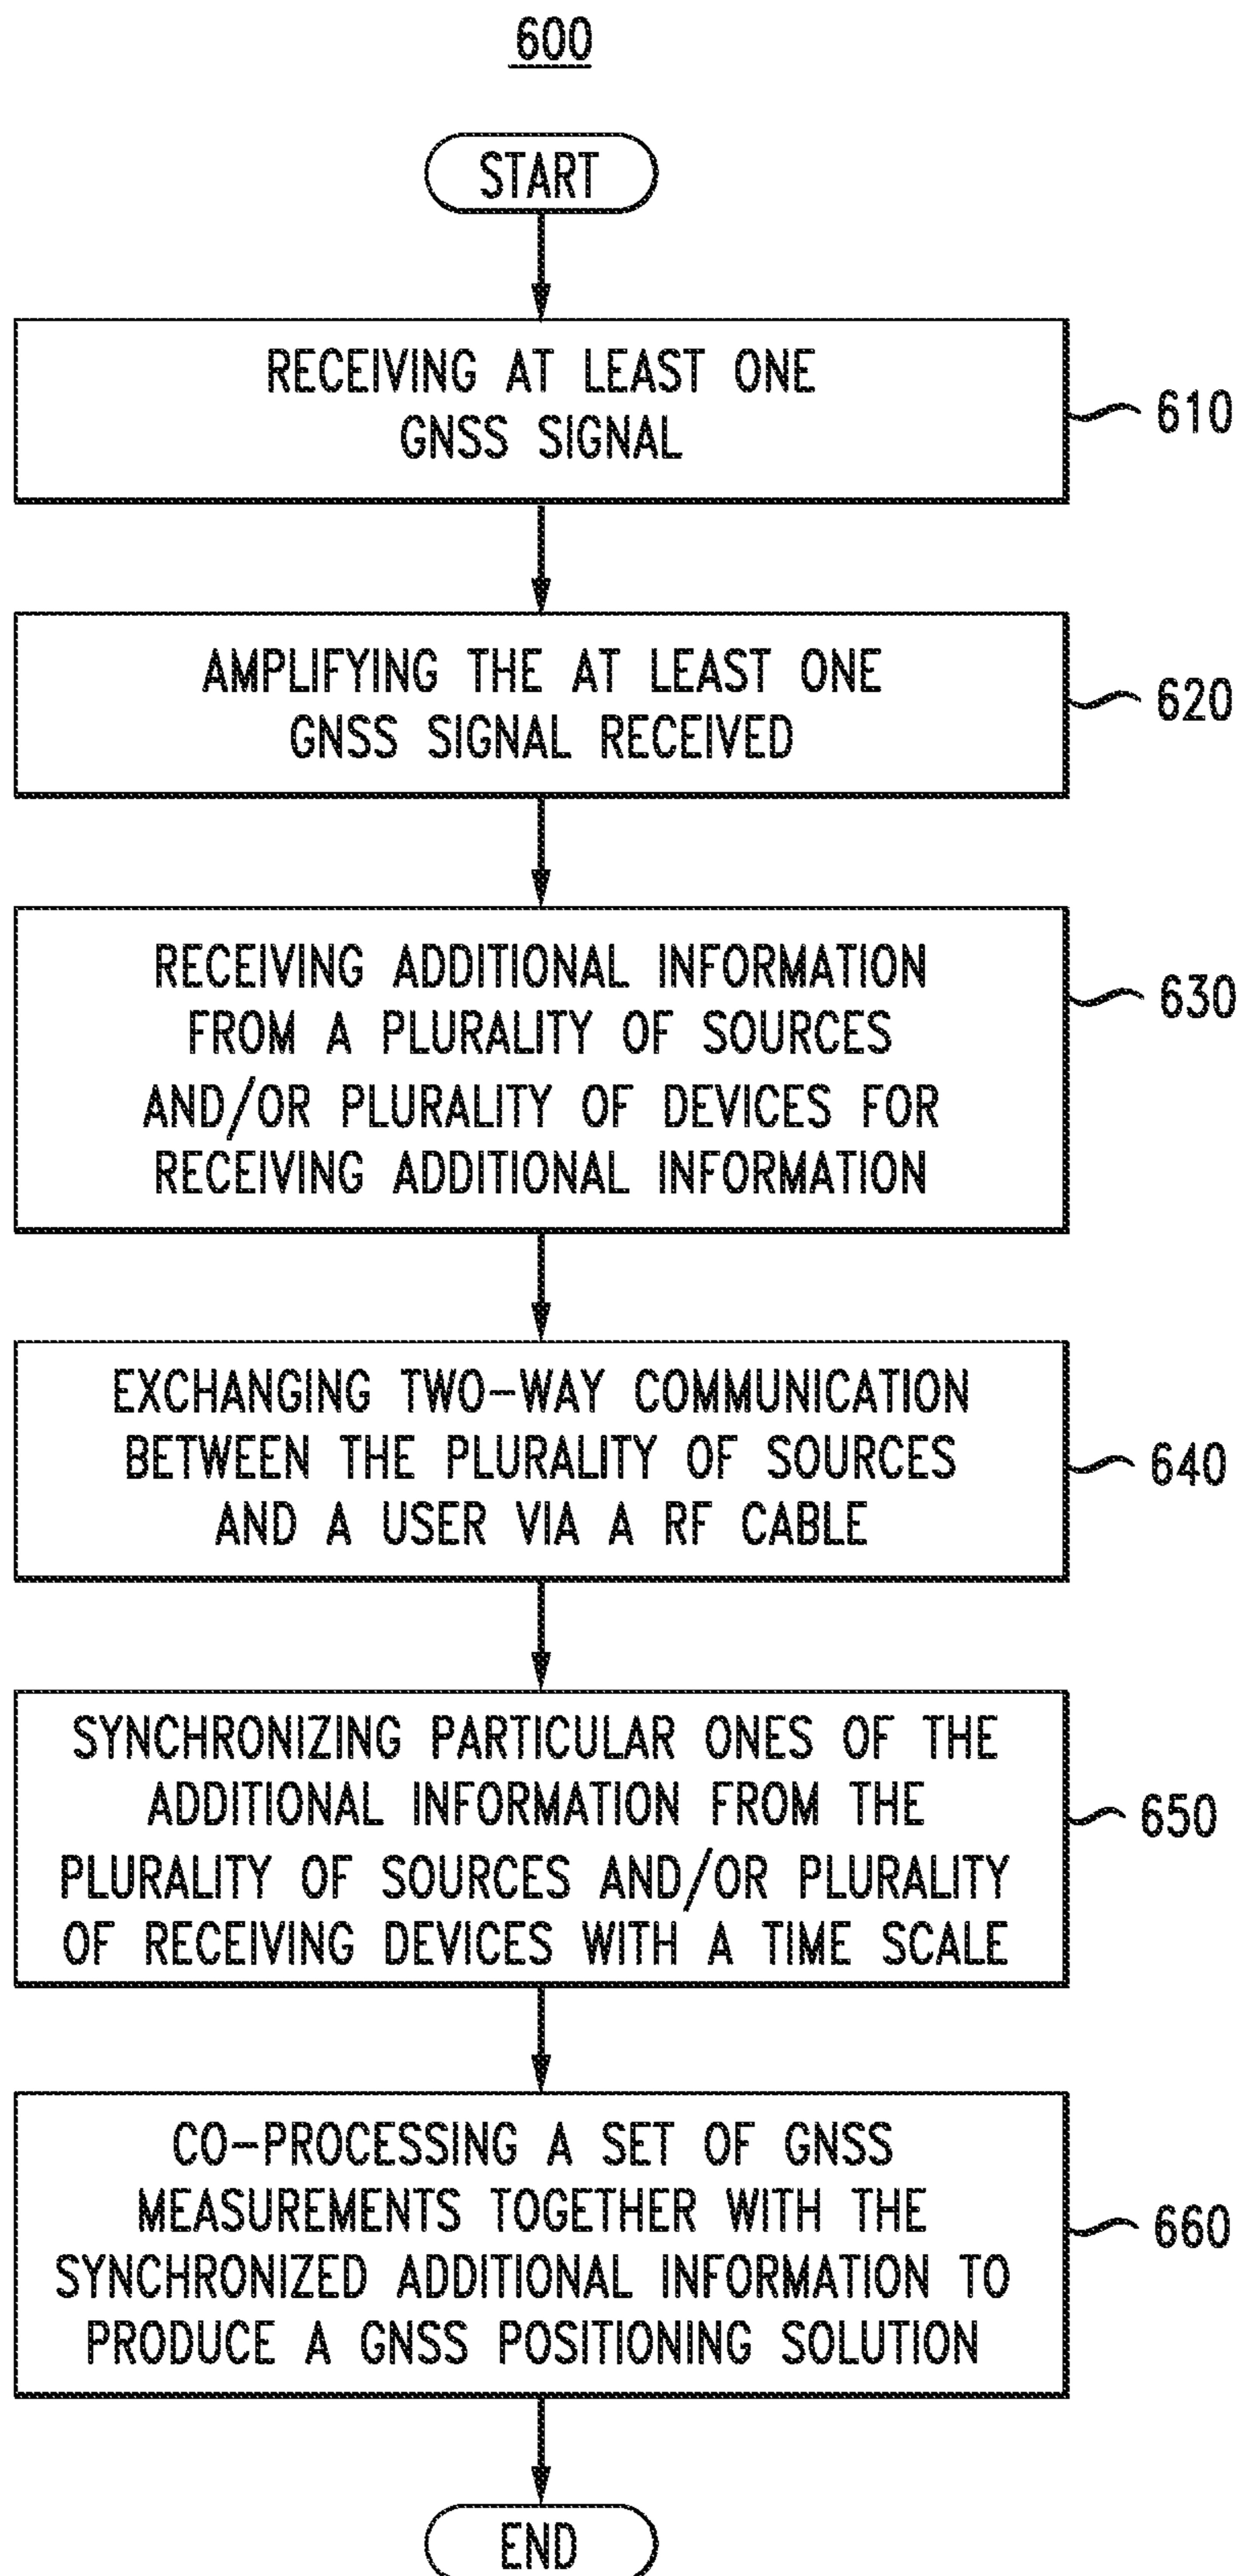 600
START
RECEIVING AT LEAST ONE
GNSS SIGNAL
610
AMPLIFYING THE AT LEAST ONE
GNSS SIGNAL RECEIVED
620
RECEIVING ADDITIONAL INFORMATION
FROM A PLURALITY OF SOURCES
AND/OR PLURALITY OF DEVICES FOR
RECEIVING ADDITIONAL INFORMATION
630
EXCHANGING TWO-WAY COMMUNICATION
BETWEEN THE PLURALITY OF SOURCES
AND A USER VIA A RF CABLE
640
SYNCHRONIZING PARTICULAR ONES OF THE
ADDITIONAL INFORMATION FROM THE
PLURALITY OF SOURCES AND/OR PLURALITY
OF RECEIVING DEVICES WITH A TIME SCALE
650
CO-PROCESSING A SET OF GNSS
MEASUREMENTS TOGETHER WITH THE
SYNCHRONIZED ADDITIONAL INFORMATION TO
PRODUCE A GNSS POSITIONING SOLUTION
660
END